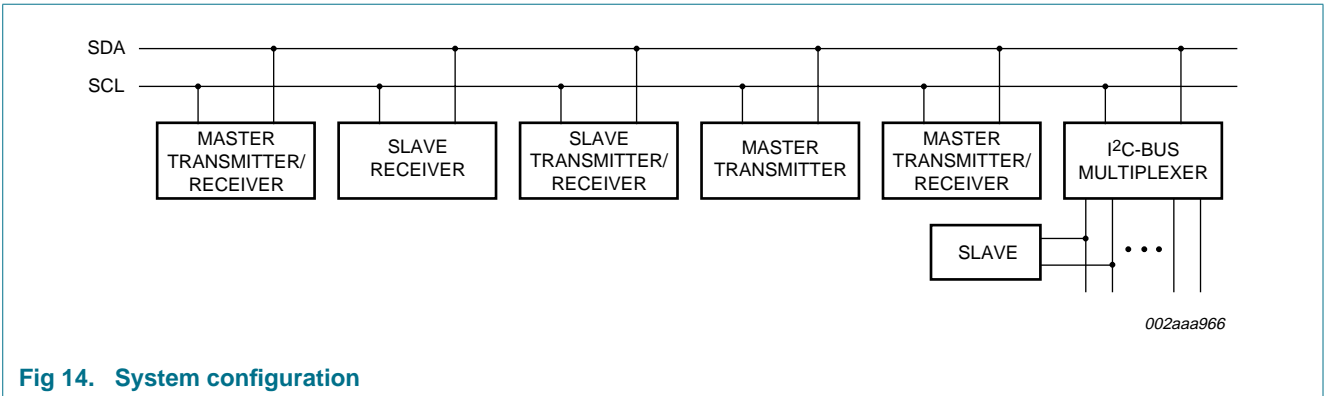 SDA
SCL
MASTER
TRANSMITTER/
RECEIVER
SLAVE
RECEIVER
SLAVE
TRANSMITTER/
RECEIVER
MASTER
TRANSMITTER
MASTER
TRANSMITTER/
RECEIVER
I²C-BUS
MULTIPLEXER
SLAVE
002aaa966
Fig 14. System configuration